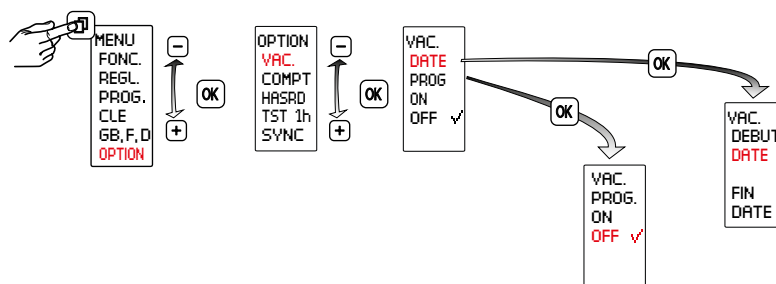 MENU
FONC.
REGL.
PROG.
CLE
GB,F,D
OPTION
−
OK
+
OPTION
VAC.
COMPT
HASRD
TST 1h
SYNC
−
OK
+
VAC.
DATE
PROG
ON
OFF ✓
OK
OK
VAC.
PROG.
ON
OFF ✓
VAC.
DEBUT
DATE
FIN
DATE